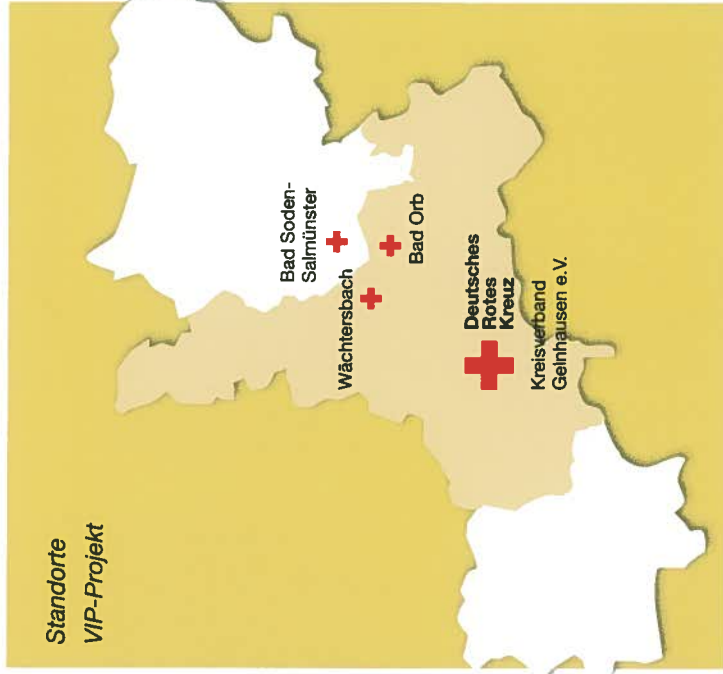 Standorte
VIP-Projekt
Bad Soden-
Salmünster
Wächtersbach
Bad Orb
Deutsches
Rotes
Kreuz
Kreisverband
Gelnhausen e.V.